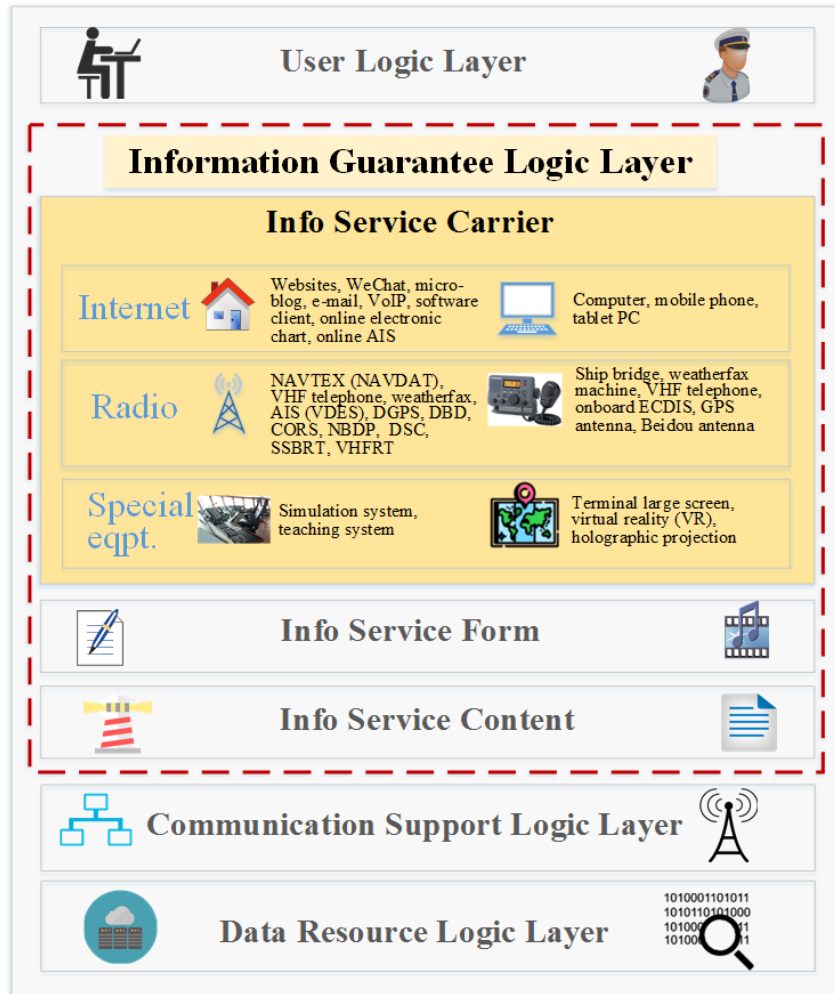 User Logic Layer
Information Guarantee Logic Layer
Info Service Carrier
Internet
Websites, WeChat, micro-
blog, e-mail, VoIP, software
client, online electronic
chart, online AIS
Computer, mobile phone,
tablet PC
Radio
NAVTEX (NAVDAT),
VHF telephone, weatherfax,
AIS (VDES), DGPS, DBD,
CORS, NBDP, DSC,
SSBRT, VHFRT
Ship bridge, weatherfax
machine, VHF telephone,
onboard ECDIS, GPS
antenna, Beidou antenna
Special
eqpt.
Simulation system,
teaching system
Terminal large screen,
virtual reality (VR),
holographic projection
Info Service Form
Info Service Content
Communication Support Logic Layer
Data Resource Logic Layer
1010001101011
1010110101000